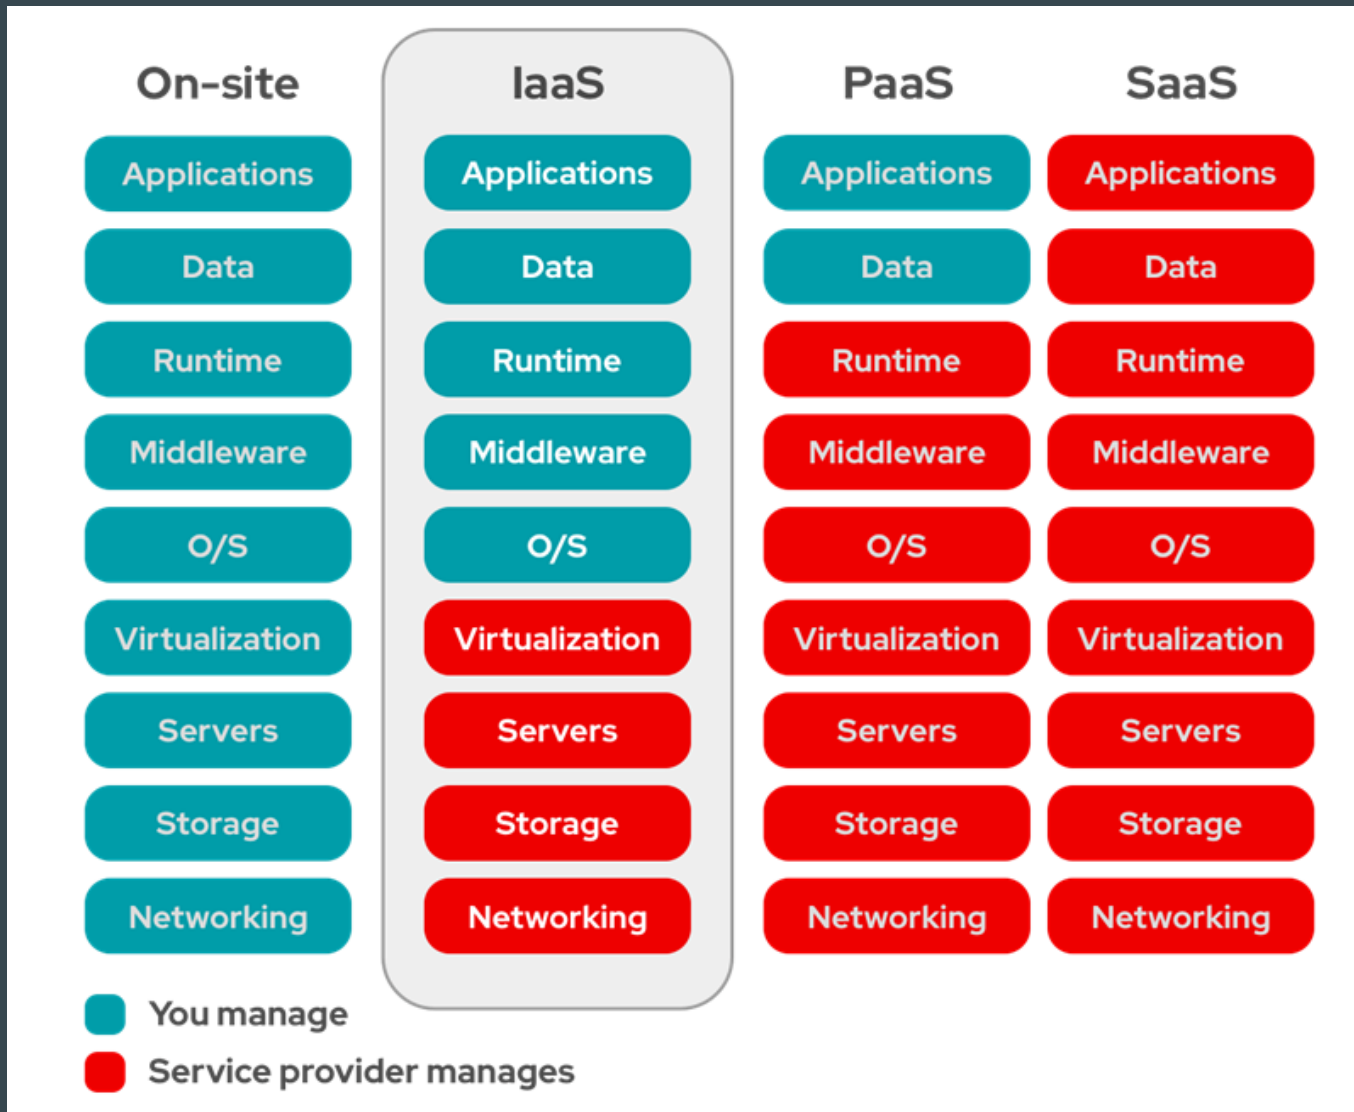 On-site
IaaS
PaaS
SaaS
Applications
Applications
Applications
Applications
Data
Data
Data
Data
Runtime
Runtime
Runtime
Runtime
Middleware
Middleware
Middleware
Middleware
O/S
O/S
O/S
O/S
Virtualization
Virtualization
Virtualization
Virtualization
Servers
Servers
Servers
Servers
Storage
Storage
Storage
Storage
Networking
Networking
Networking
Networking
You manage
Service provider manages